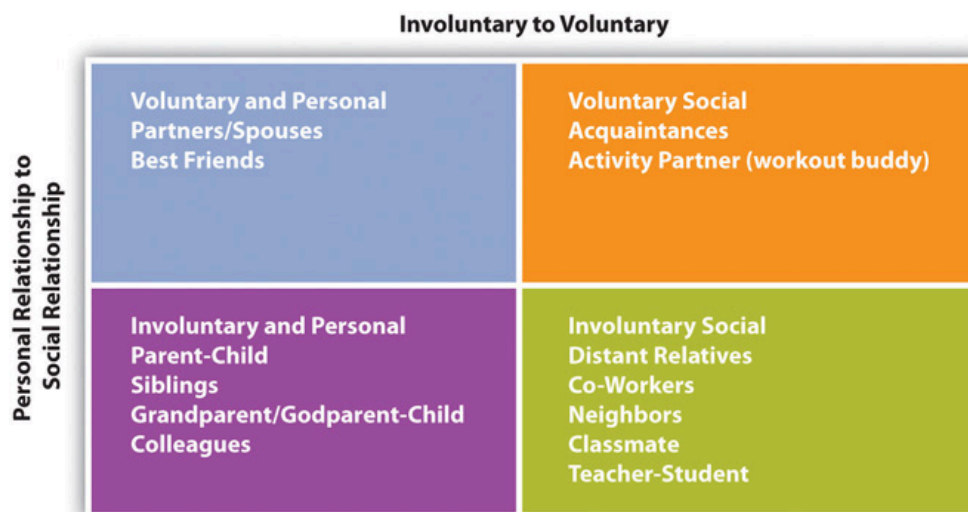 Involuntary to Voluntary
Personal Relationship to
Social Relationship
Voluntary and Personal
Partners/Spouses
Best Friends
Voluntary Social
Acquaintances
Activity Partner (workout buddy)
Involuntary and Personal
Parent-Child
Siblings
Grandparent/Godparent-Child
Colleagues
Involuntary Social
Distant Relatives
Co-Workers
Neighbors
Classmate
Teacher-Student